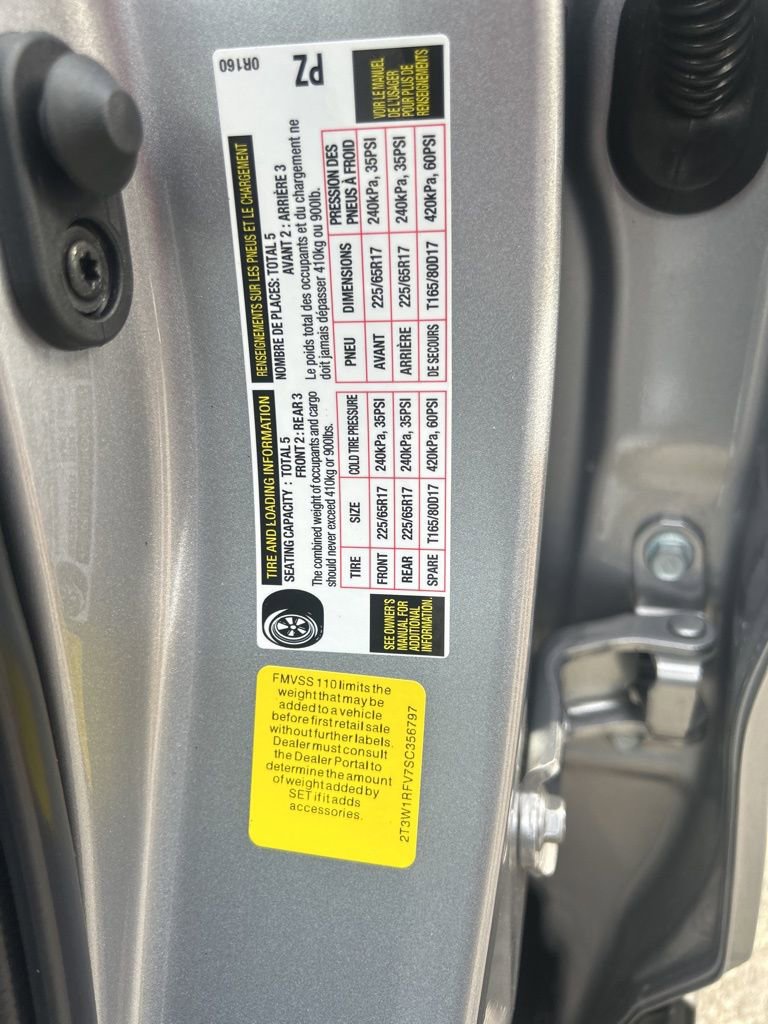 TIRE AND LOADING INFORMATION
SEATING CAPACITY : TOTAL 5
FRONT 2 : REAR 3
The combined weight of occupants and cargo
should never exceed 410kg or 900lbs.
TIRE SIZE COLD TIRE PRESSURE
FRONT 225/65R17 240kPa, 35PSI
REAR 225/65R17 240kPa, 35PSI
SPARE T165/80D17 420kPa, 60PSI
SEE OWNER'S
MANUAL FOR
ADDITIONAL
INFORMATION.
RENSEIGNEMENTS SUR LES PNEUS ET LE CHARGEMENT
NOMBRE DE PLACES: TOTAL 5
AVANT 2 : ARRIÈRE 3
Le poids total des occupants et du chargement ne
doit jamais dépasser 410kg ou 900lb.
PNEU DIMENSIONS PRESSION DES
PNEUS À FROID
AVANT 225/65R17 240kPa, 35PSI
ARRIÈRE 225/65R17 240kPa, 35PSI
DE SECOURS T165/80D17 420kPa, 60PSI
VOIR LE MANUEL
DE L'USAGER
POUR PLUS DE
RENSEIGNEMENTS
0R160
PZ
FMVSS 110 limits the
weight that may be
added to a vehicle
before first retail sale
without further labels.
Dealer must consult
the Dealer Portal to
determine the amount
of weight added by
SET if it adds
accessories.
2T3W1RFV7SC356797